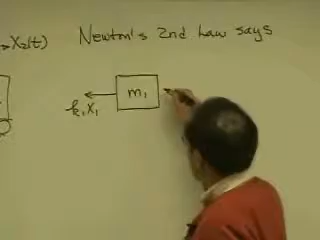 X₂(t) Newton's 2nd Law says
m₁
k₁X₁